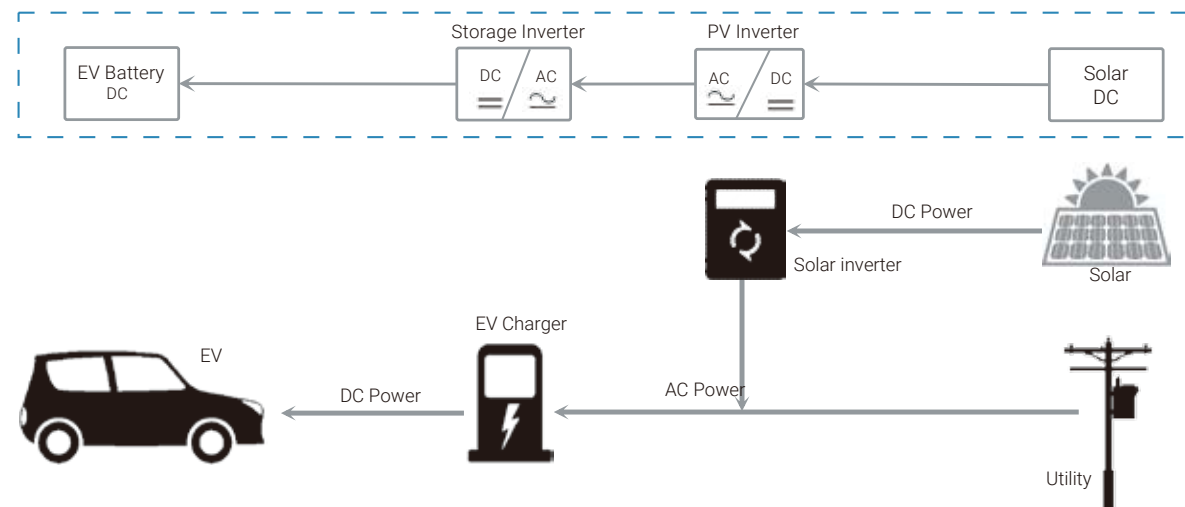 Storage Inverter
PV Inverter
EV Battery
DC
DC
AC
AC
DC
Solar
DC
DC Power
Solar inverter
Solar
EV Charger
EV
DC Power
AC Power
Utility